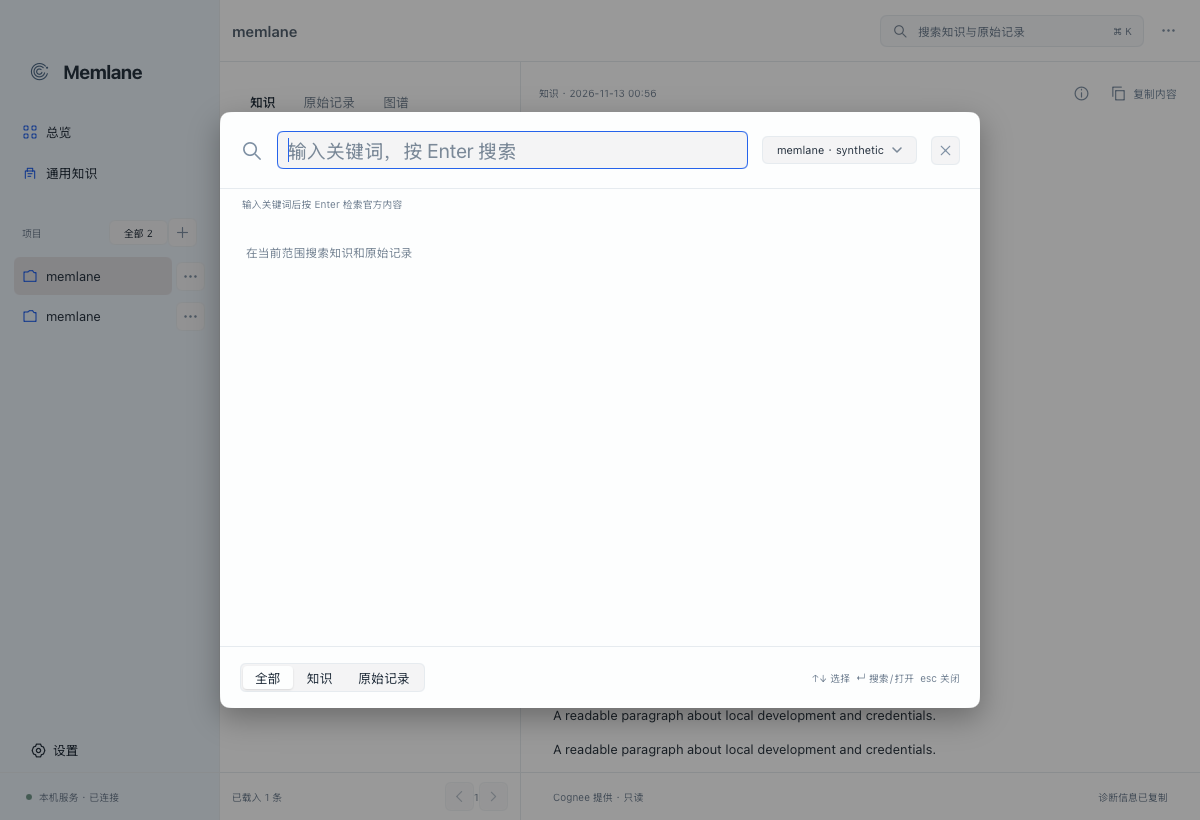 memlane
搜索知识与原始记录
⌘ K
Memlane
总览
通用知识
项目
全部 2
memlane
memlane
设置
本机服务 · 已连接
知识
原始记录
图谱
知识 · 2026-11-13 00:56
复制内容
输入关键词，按 Enter 搜索
memlane · synthetic
输入关键词后按 Enter 检索官方内容
在当前范围搜索知识和原始记录
全部
知识
原始记录
↑↓ 选择 ↵ 搜索/打开 esc 关闭
A readable paragraph about local development and credentials.
A readable paragraph about local development and credentials.
已载入 1 条
1
Cognee 提供 · 只读
诊断信息已复制